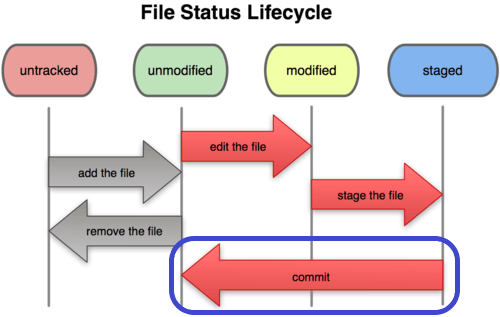 File Status Lifecycle
untracked unmodified modified staged
edit the file
add the file
stage the file
remove the file
commit